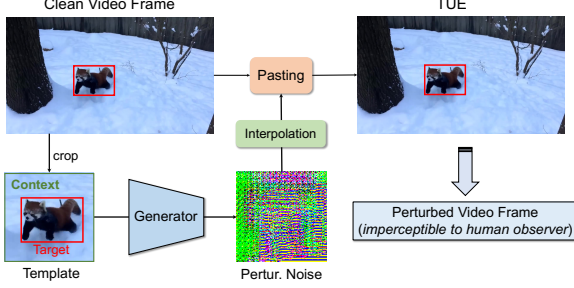 Clean Video Frame
TUE
Pasting
Interpolation
crop
Context
Target
Generator
Template
Pertur. Noise
Perturbed Video Frame
(imperceptible to human observer)